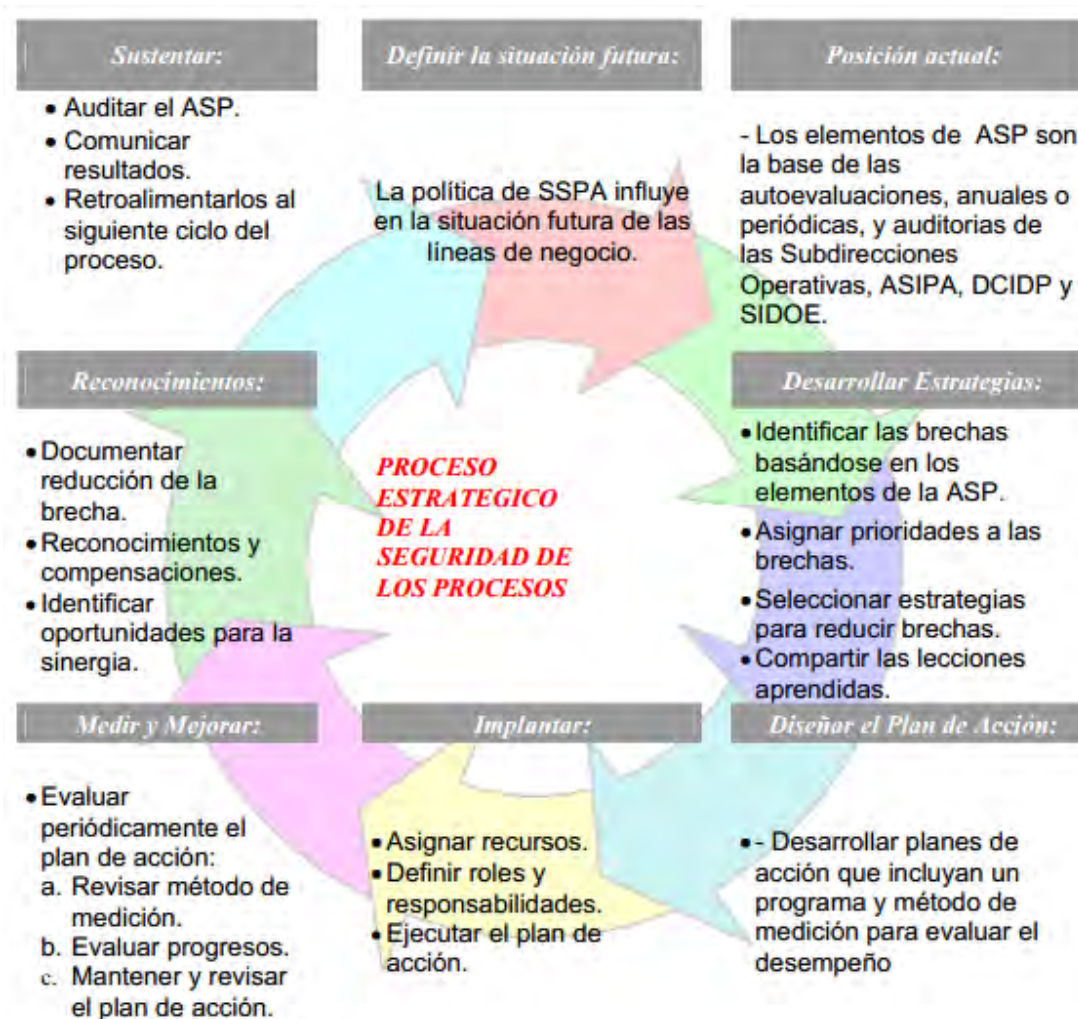 Sustentar:
• Auditar el ASP.
• Comunicar
resultados.
• Retroalimentarlos al
siguiente ciclo del
proceso.
Definir la situación futura:
La política de SSPA influye
en la situación futura de las
líneas de negocio.
Posición actual:
- Los elementos de ASP son
la base de las
autoevaluaciones, anuales o
periódicas, y auditorias de
las Subdirecciones
Operativas, ASIPA, DCIDP y
SIDOE.
Reconocimientos:
• Documentar
reducción de la
brecha.
• Reconocimientos y
compensaciones.
• Identificar
oportunidades para la
sinergia.
PROCESO
ESTRATEGICO
DE LA
SEGURIDAD DE
LOS PROCESOS
Desarrollar Estrategias:
• Identificar las brechas
basándose en los
elementos de la ASP.
• Asignar prioridades a las
brechas.
• Seleccionar estrategias
para reducir brechas.
• Compartir las lecciones
aprendidas.
Medir y Mejorar:
• Evaluar
periódicamente el
plan de acción:
a. Revisar método de
medición.
b. Evaluar progresos.
c. Mantener y revisar
el plan de acción.
Implantar:
• Asignar recursos.
• Definir roles y
responsabilidades.
• Ejecutar el plan de
acción.
Diseñar el Plan de Acción:
• - Desarrollar planes de
acción que incluyan un
programa y método de
medición para evaluar el
desempeño